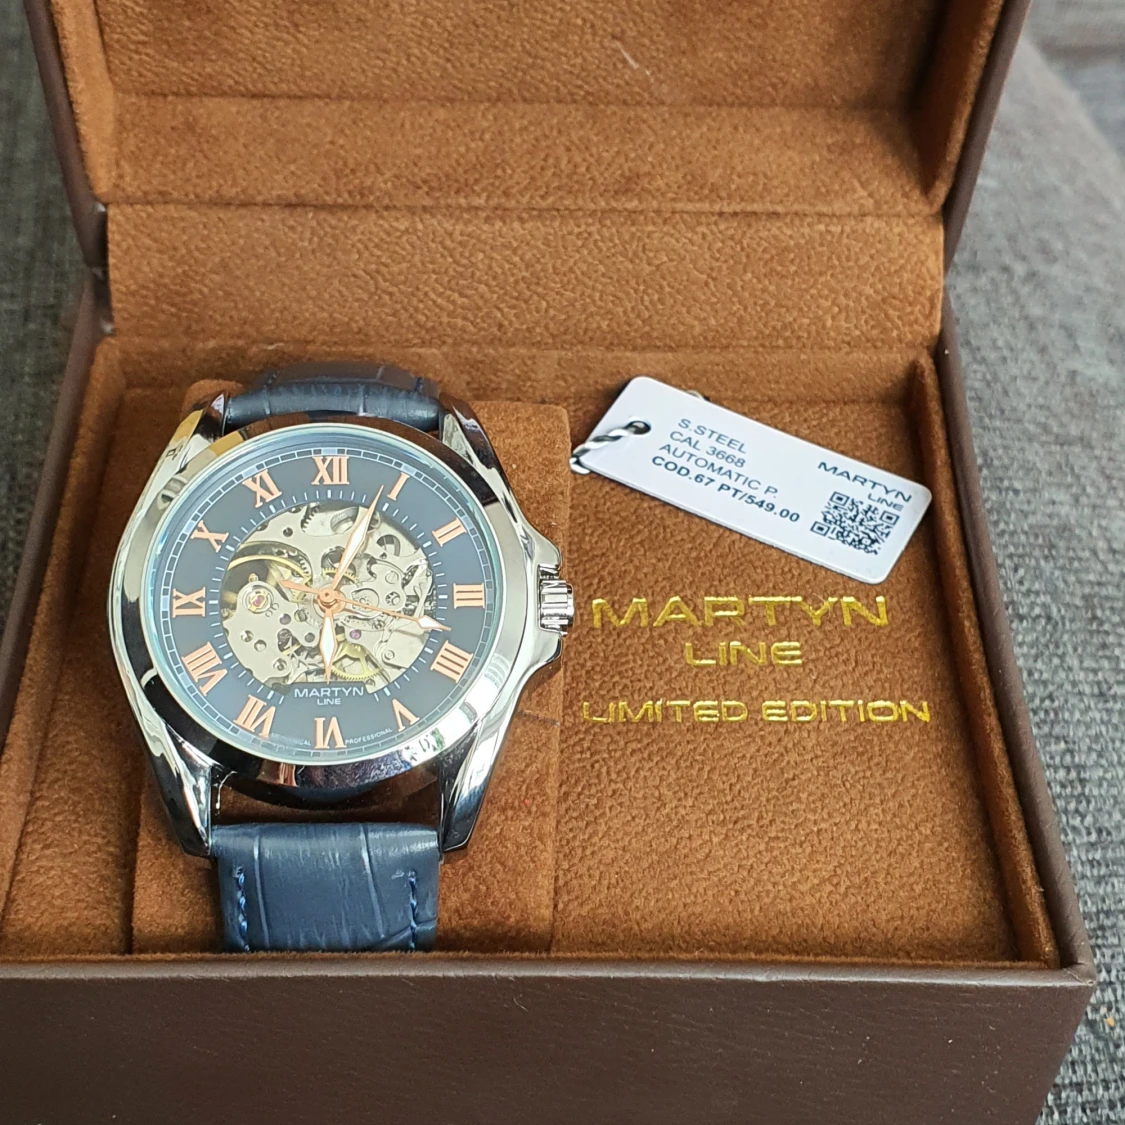 S.STEEL
CAL 3668
AUTOMATIC P.
COD.67 PT/549.00
MARTYN
LINE
XII
I
II
III
IIII
V
VI
VII
VIII
IX
X
XI
MARTYN
LINE
PROFESSIONAL
MARTYN
LINE
LIMITED EDITION